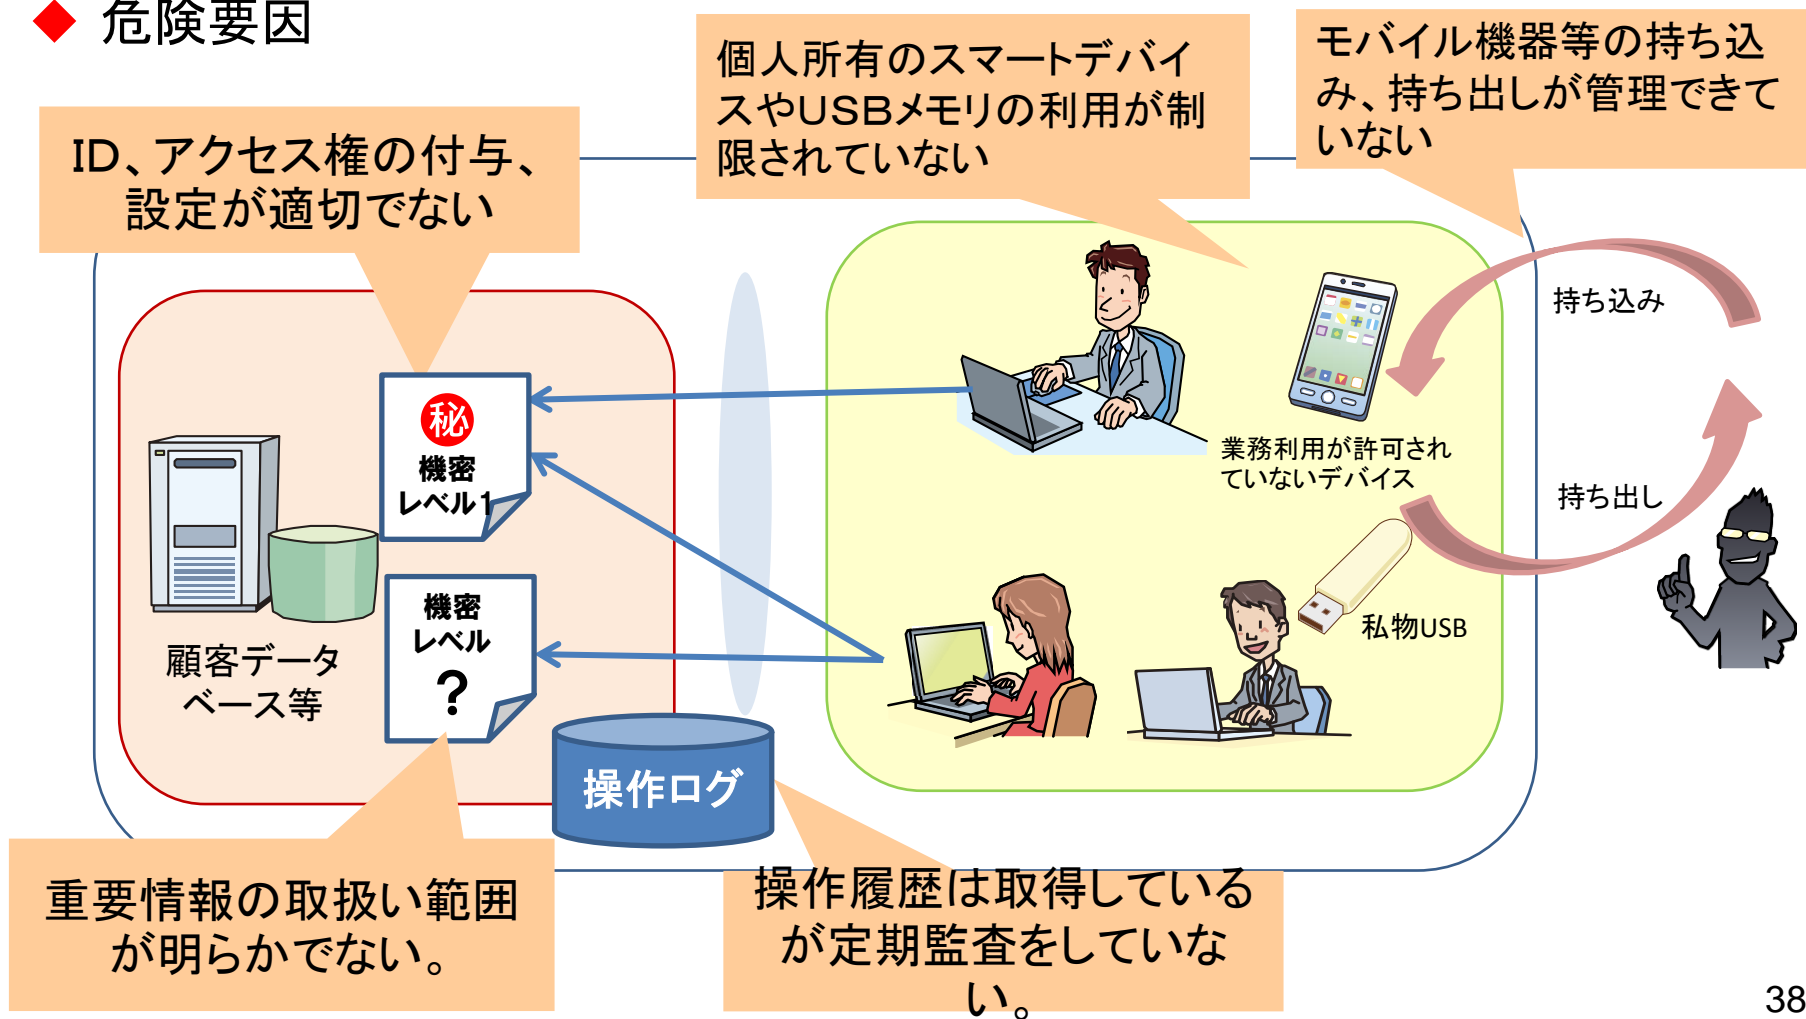 ◆ 危険要因
個人所有のスマートデバイ
スやUSBメモリの利用が制
限されていない
モバイル機器等の持ち込
み、持ち出しが管理できて
いない
ID、アクセス権の付与、
設定が適切でない
持ち込み
秘
機密
レベル1
業務利用が許可され
ていないデバイス
持ち出し
機密
レベル
?
私物USB
顧客データ
ベース等
操作ログ
重要情報の取扱い範囲
が明らかでない。
操作履歴は取得している
が定期監査をしていな
い。
38